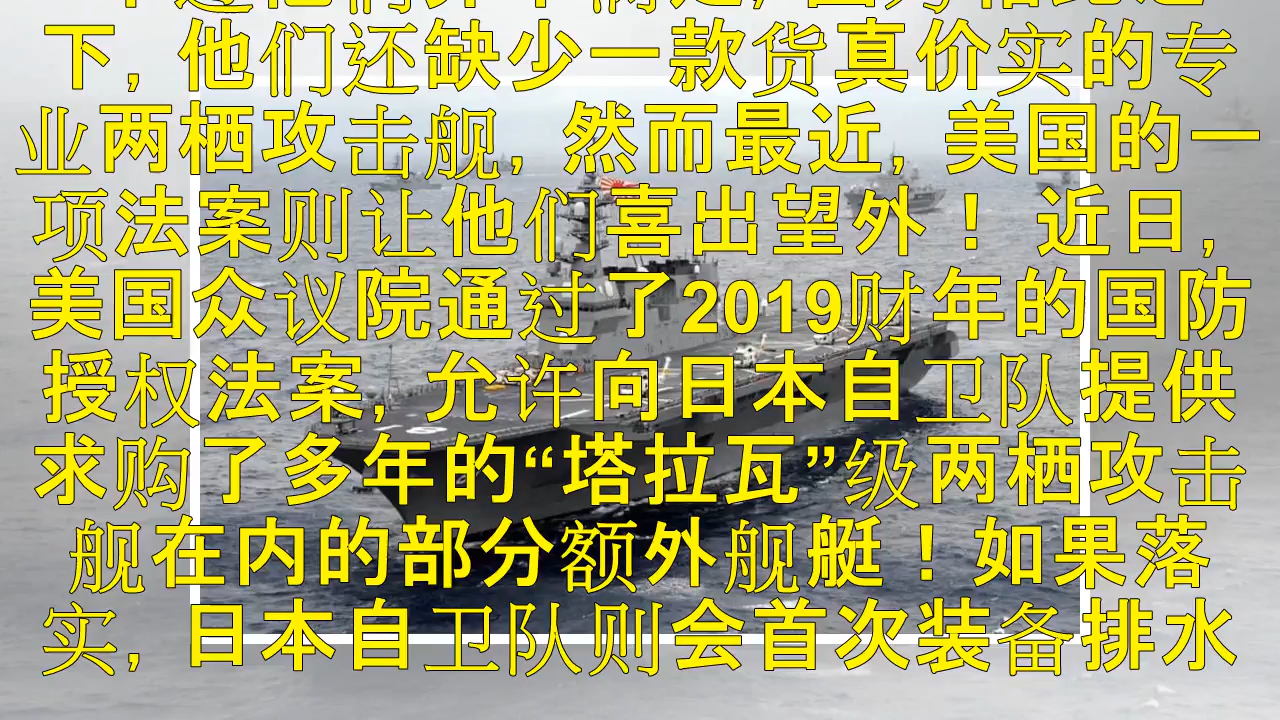 下，他们还缺少一款货真价实的专
业两栖攻击舰，然而最近，美国的一
项法案则让他们喜出望外！ 近日，
美国众议院通过了2019财年的国防
授权法案，允许向日本自卫队提供
求购了多年的“塔拉瓦”级两栖攻击
舰在内的部分额外舰艇！如果落
实，日本自卫队则会首次装备排水